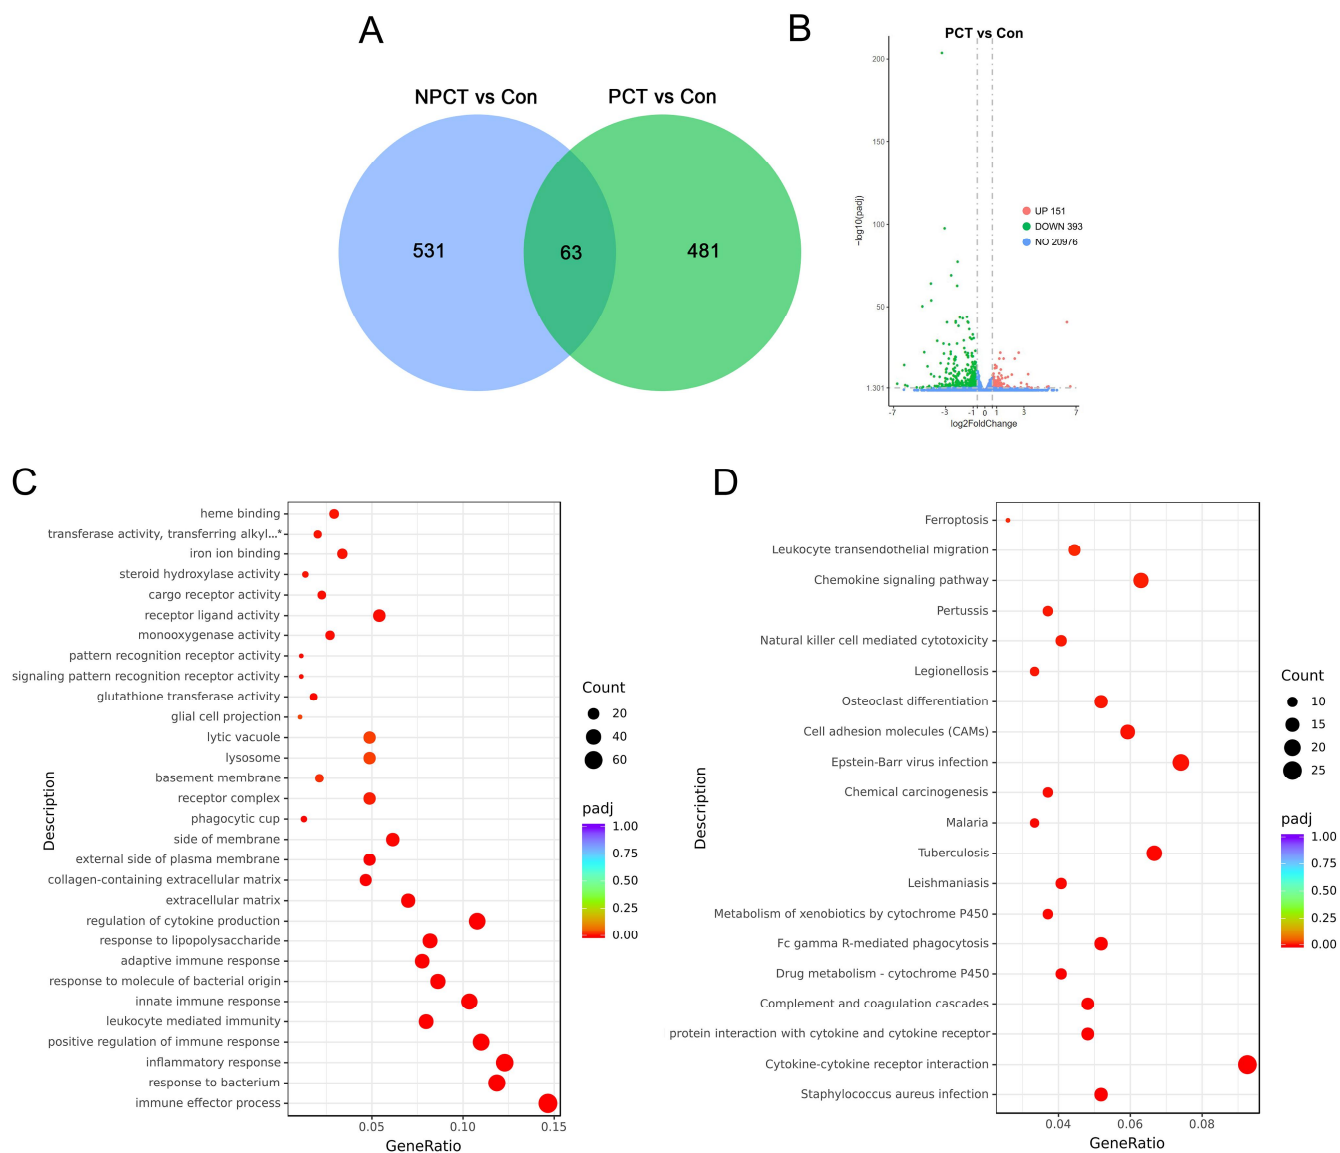 A
NPCT vs Con
PCT vs Con
531
63
481
B
PCT vs Con
200
150
100
50
1.301
-log10(padj)
UP 151
DOWN 393
NO 20976
-7
-3
-1
0
1
3
7
log2FoldChange
C
heme binding
transferase activity, transferring alkyl...*
iron ion binding
steroid hydroxylase activity
cargo receptor activity
receptor ligand activity
monooxygenase activity
pattern recognition receptor activity
signaling pattern recognition receptor activity
glutathione transferase activity
glial cell projection
lytic vacuole
lysosome
basement membrane
receptor complex
phagocytic cup
side of membrane
external side of plasma membrane
collagen-containing extracellular matrix
extracellular matrix
regulation of cytokine production
response to lipopolysaccharide
adaptive immune response
response to molecule of bacterial origin
innate immune response
leukocyte mediated immunity
positive regulation of immune response
inflammatory response
response to bacterium
immune effector process
Description
0.05
0.10
0.15
GeneRatio
Count
20
40
60
padj
1.00
0.75
0.50
0.25
0.00
D
Ferroptosis
Leukocyte transendothelial migration
Chemokine signaling pathway
Pertussis
Natural killer cell mediated cytotoxicity
Legionellosis
Osteoclast differentiation
Cell adhesion molecules (CAMs)
Epstein-Barr virus infection
Chemical carcinogenesis
Malaria
Tuberculosis
Leishmaniasis
Metabolism of xenobiotics by cytochrome P450
Fc gamma R-mediated phagocytosis
Drug metabolism - cytochrome P450
Complement and coagulation cascades
protein interaction with cytokine and cytokine receptor
Cytokine-cytokine receptor interaction
Staphylococcus aureus infection
Description
0.04
0.06
0.08
GeneRatio
Count
10
15
20
25
padj
1.00
0.75
0.50
0.25
0.00